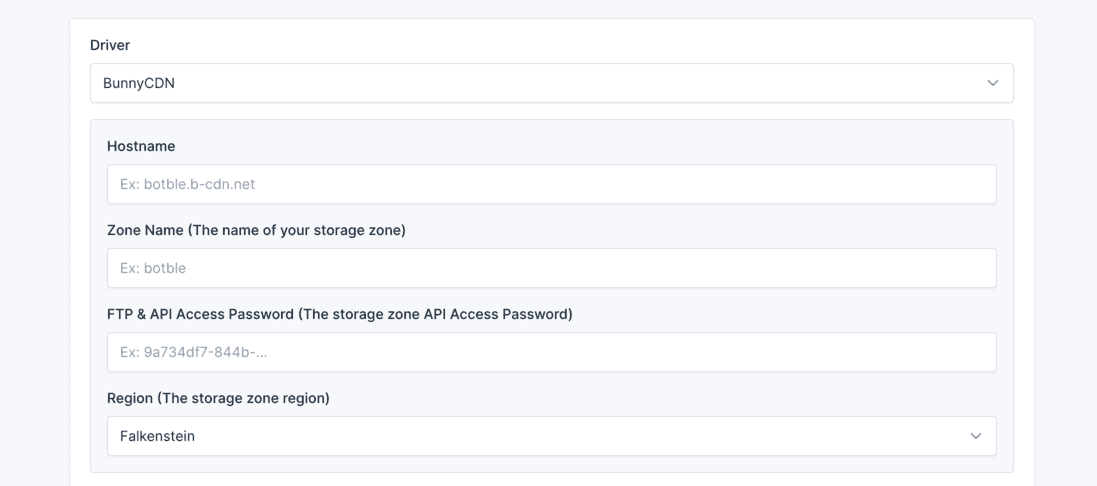 Driver
BunnyCDN
Hostname
Ex: botble.b-cdn.net
Zone Name (The name of your storage zone)
Ex: botble
FTP & API Access Password (The storage zone API Access Password)
Ex: 9a734df7-844b-...
Region (The storage zone region)
Falkenstein